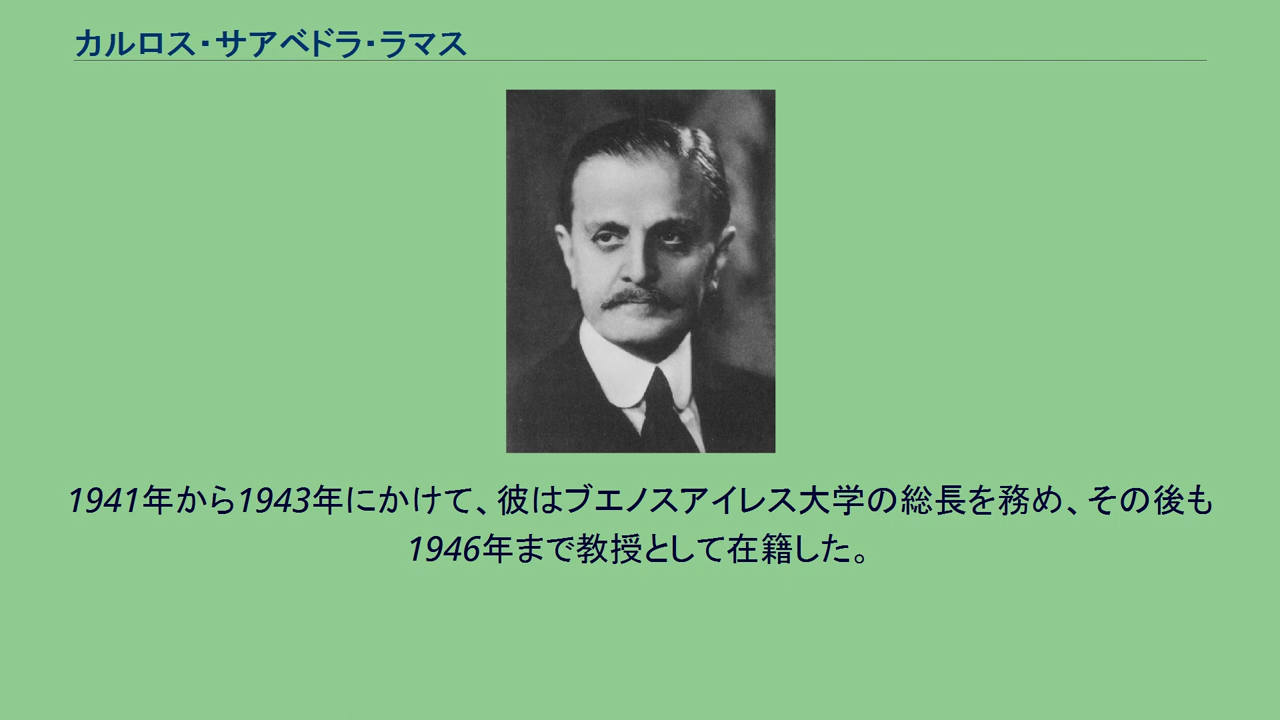 カルロス・サアベドラ・ラマス
1941年から1943年にかけて、彼はブエノスアイレス大学の総長を務め、その後も
1946年まで教授として在籍した。